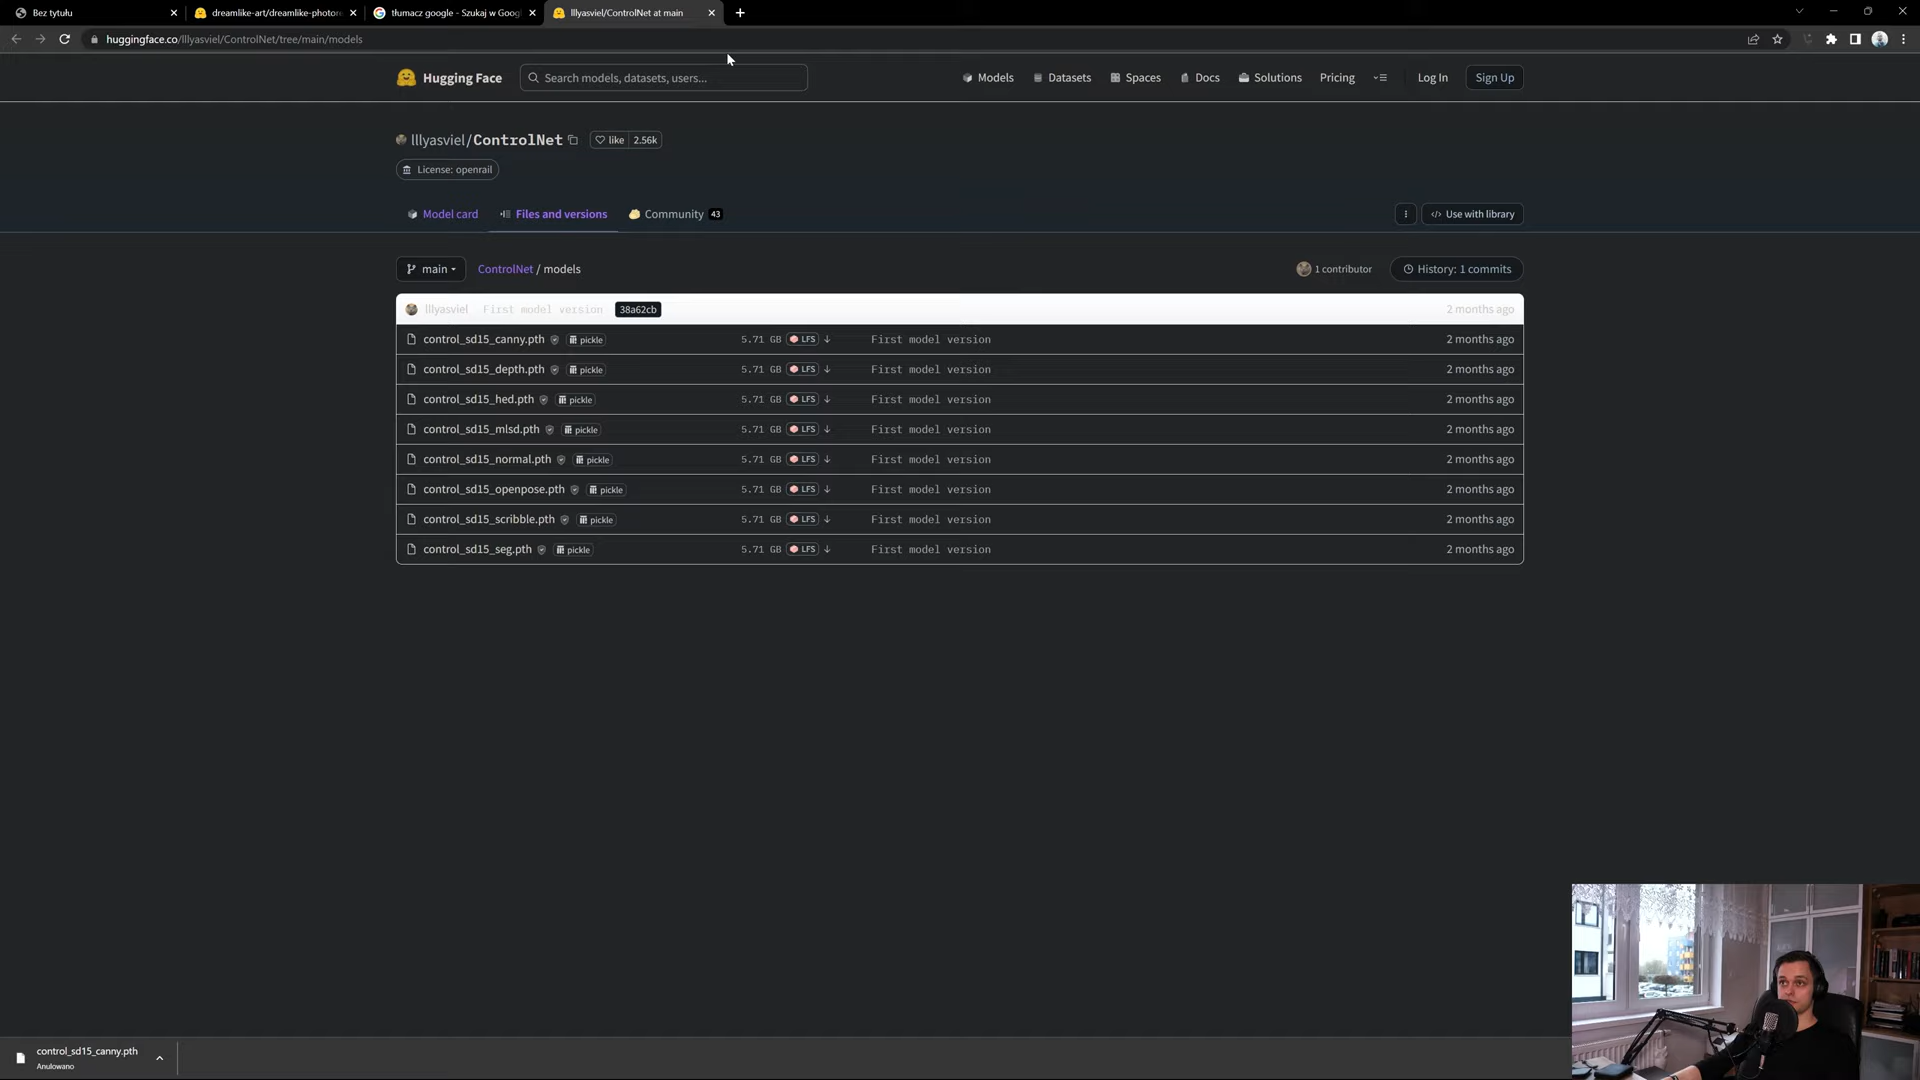 Bez tytułu
dreamlike-art/dreamlike-photore
tłumacz google - Szukaj w Googl
lllyasviel/ControlNet at main
huggingface.co/lllyasviel/ControlNet/tree/main/models
Hugging Face
Search models, datasets, users...
Models
Datasets
Spaces
Docs
Solutions
Pricing
Log In
Sign Up
lllyasviel/ControlNet
like 2.56k
License: openrail
Model card
Files and versions
Community 43
Use with library
main
ControlNet / models
1 contributor
History: 1 commits
lllyasviel First model version 38a62cb 2 months ago
control_sd15_canny.pth pickle 5.71 GB LFS First model version 2 months ago
control_sd15_depth.pth pickle 5.71 GB LFS First model version 2 months ago
control_sd15_hed.pth pickle 5.71 GB LFS First model version 2 months ago
control_sd15_mlsd.pth pickle 5.71 GB LFS First model version 2 months ago
control_sd15_normal.pth pickle 5.71 GB LFS First model version 2 months ago
control_sd15_openpose.pth pickle 5.71 GB LFS First model version 2 months ago
control_sd15_scribble.pth pickle 5.71 GB LFS First model version 2 months ago
control_sd15_seg.pth pickle 5.71 GB LFS First model version 2 months ago
control_sd15_canny.pth
Anulowano